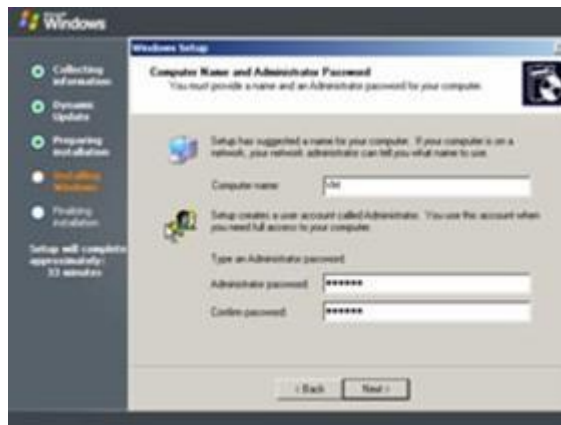 Microsoft
Windows
Collecting
information
Dynamic
Update
Preparing
installation
Installing
Windows
Finalizing
installation
Setup will complete
approximately:
33 minutes
Windows Setup
Computer Name and Administrator Password
You must provide a name and an Administrator password for your computer.
Setup has suggested a name for your computer. If your computer is on a
network, your network administrator can tell you what name to use.
Computer name:
Setup creates a user account called Administrator. You use this account when
you need full access to your computer.
Type an Administrator password.
Administrator password:
••••••
Confirm password:
••••••
< Back
Next >